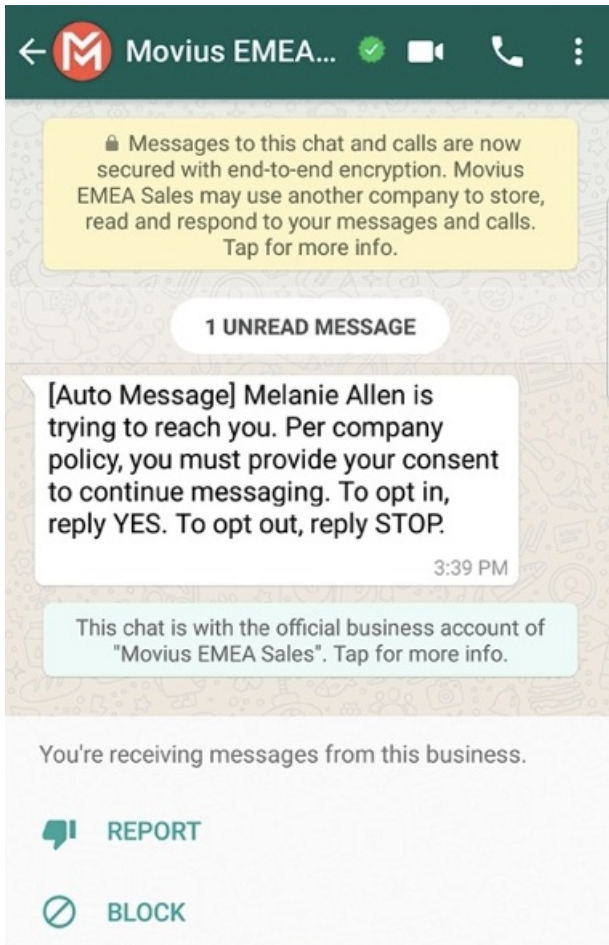 Movius EMEA...
Messages to this chat and calls are now
secured with end-to-end encryption. Movius
EMEA Sales may use another company to store,
read and respond to your messages and calls.
Tap for more info.
1 UNREAD MESSAGE
[Auto Message] Melanie Allen is
trying to reach you. Per company
policy, you must provide your consent
to continue messaging. To opt in,
reply YES. To opt out, reply STOP.
3:39 PM
This chat is with the official business account of
"Movius EMEA Sales". Tap for more info.
You're receiving messages from this business.
REPORT
BLOCK